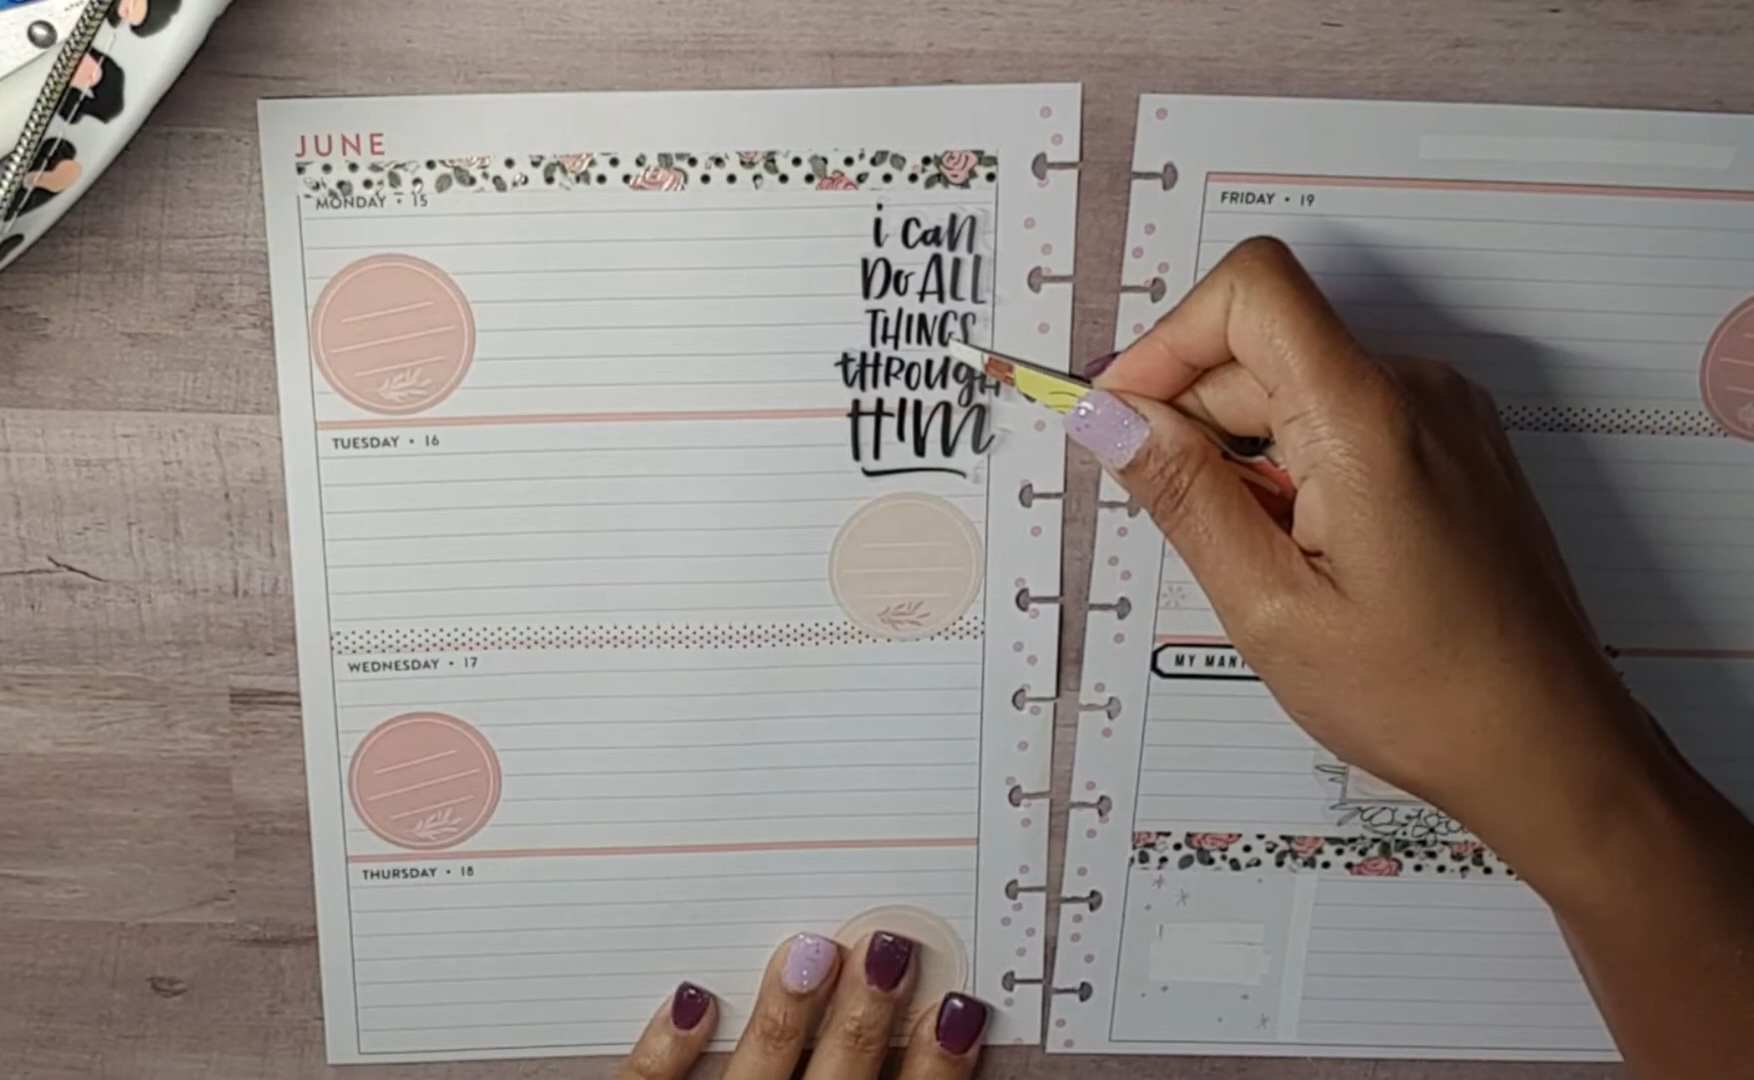 JUNE
MONDAY • 15
i can
Do ALL
THINGS
tHROUgH
HIM
TUESDAY • 16
WEDNESDAY • 17
THURSDAY • 18
FRIDAY • 19
MY